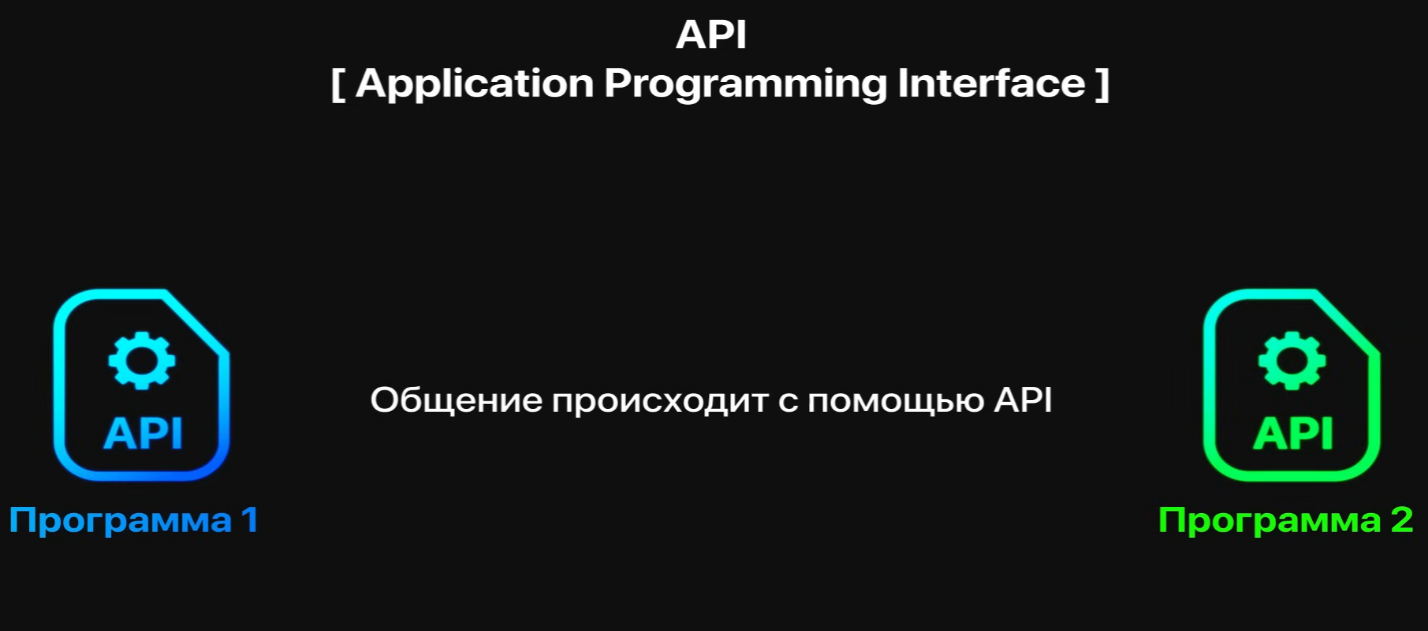 API
[ Application Programming Interface ]
API
Общение происходит с помощью API
API
Программа 1
Программа 2